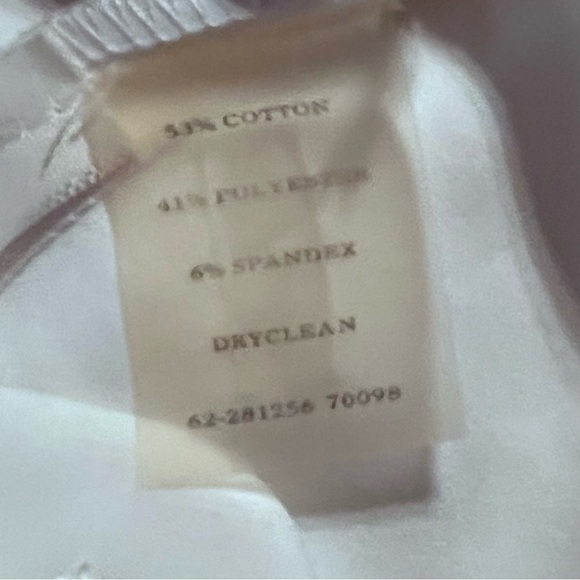 53% COTTON
41% POLYESTER
6% SPANDEX
DRYCLEAN
62-281256 70098